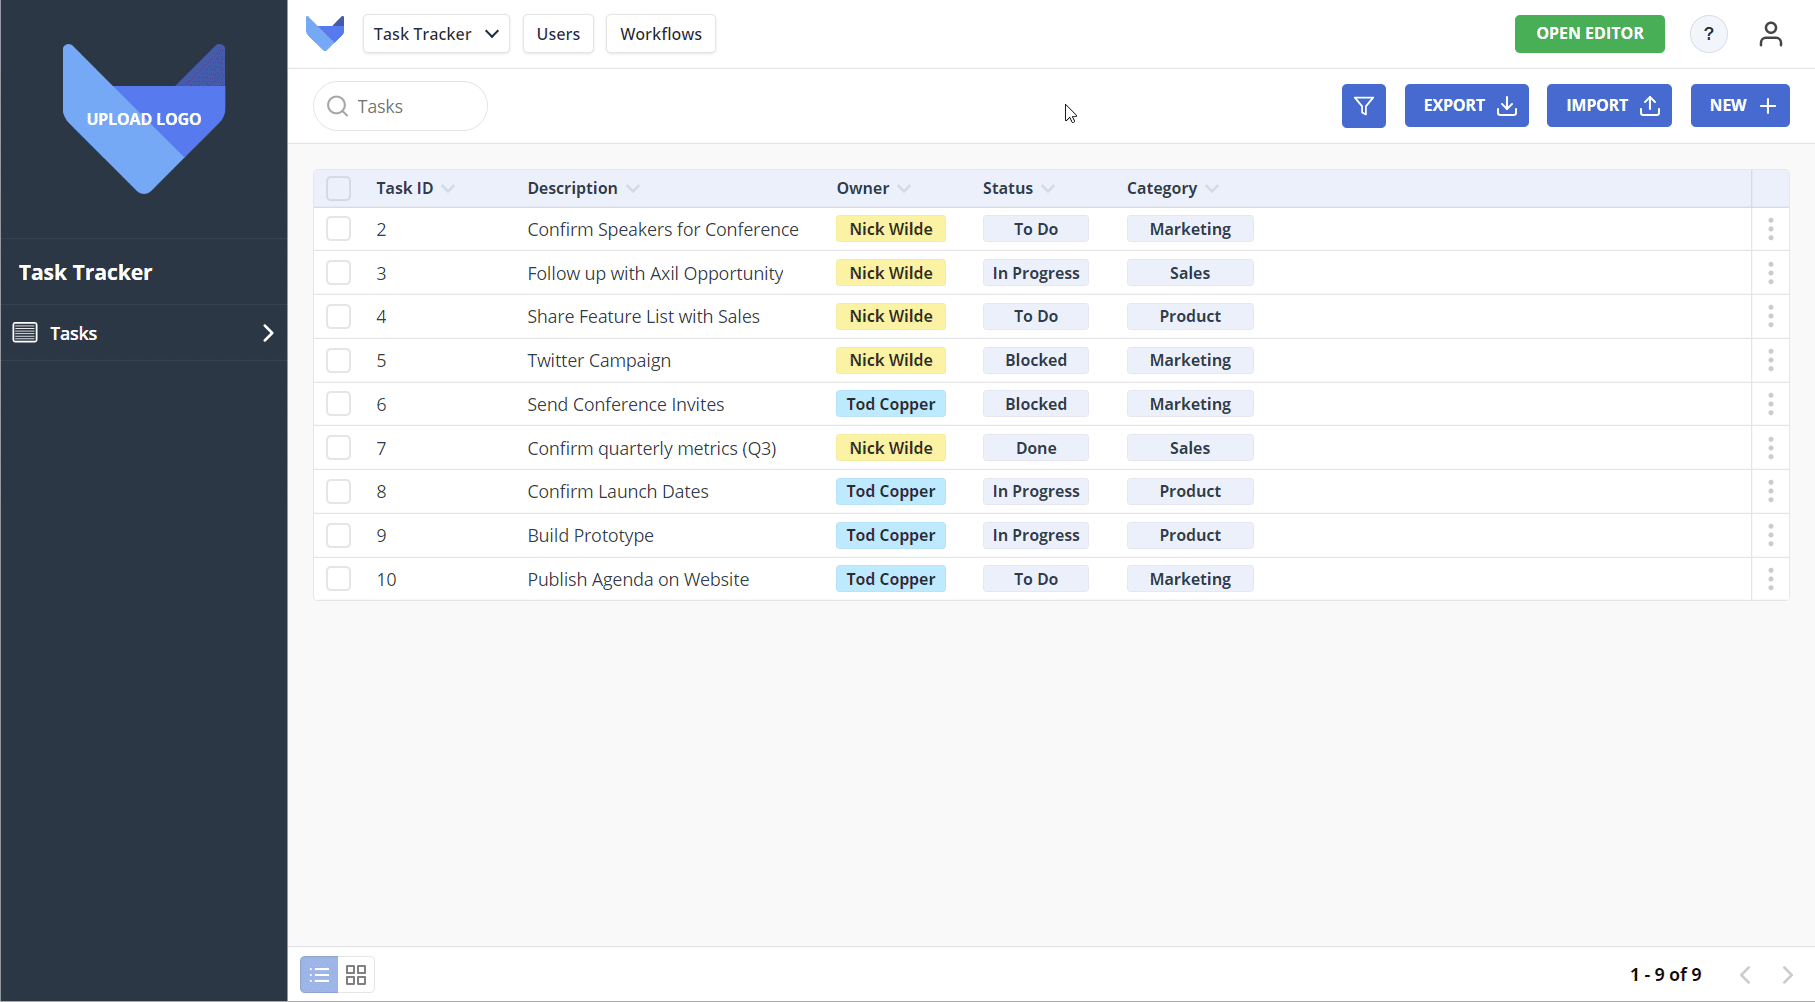 UPLOAD LOGO
Task Tracker
Tasks
Task Tracker Users Workflows
OPEN EDITOR ?
Tasks
EXPORT IMPORT NEW
Task ID Description Owner Status Category
2 Confirm Speakers for Conference Nick Wilde To Do Marketing
3 Follow up with Axil Opportunity Nick Wilde In Progress Sales
4 Share Feature List with Sales Nick Wilde To Do Product
5 Twitter Campaign Nick Wilde Blocked Marketing
6 Send Conference Invites Tod Copper Blocked Marketing
7 Confirm quarterly metrics (Q3) Nick Wilde Done Sales
8 Confirm Launch Dates Tod Copper In Progress Product
9 Build Prototype Tod Copper In Progress Product
10 Publish Agenda on Website Tod Copper To Do Marketing
1 - 9 of 9